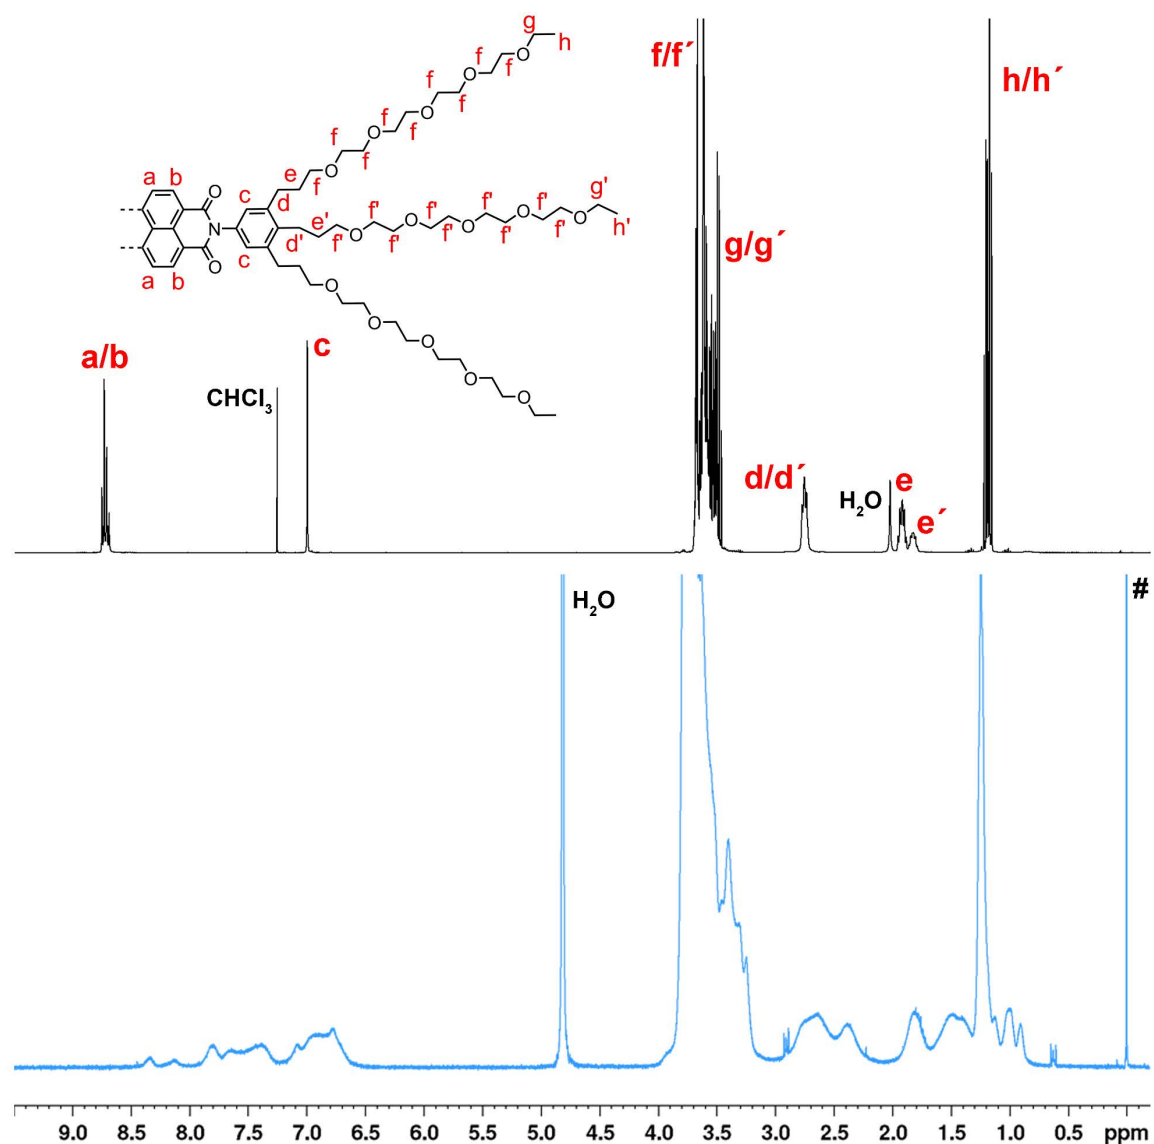 g
h
O
f
f
O
f
f
O
f
f
O
f
f
O
f
e
d
a b
O
c
N
O
a b
c
e'
d'
f'
O
f'
f'
O
f'
f'
O
f'
f'
O
f'
f'
O
g'
h'
O
O
O
O
O
f/f´
h/h´
g/g´
a/b
CHCl₃
c
d/d´
H₂O
e
e´
H₂O
#
9.0 8.5 8.0 7.5 7.0 6.5 6.0 5.5 5.0 4.5 4.0 3.5 3.0 2.5 2.0 1.5 1.0 0.5 ppm